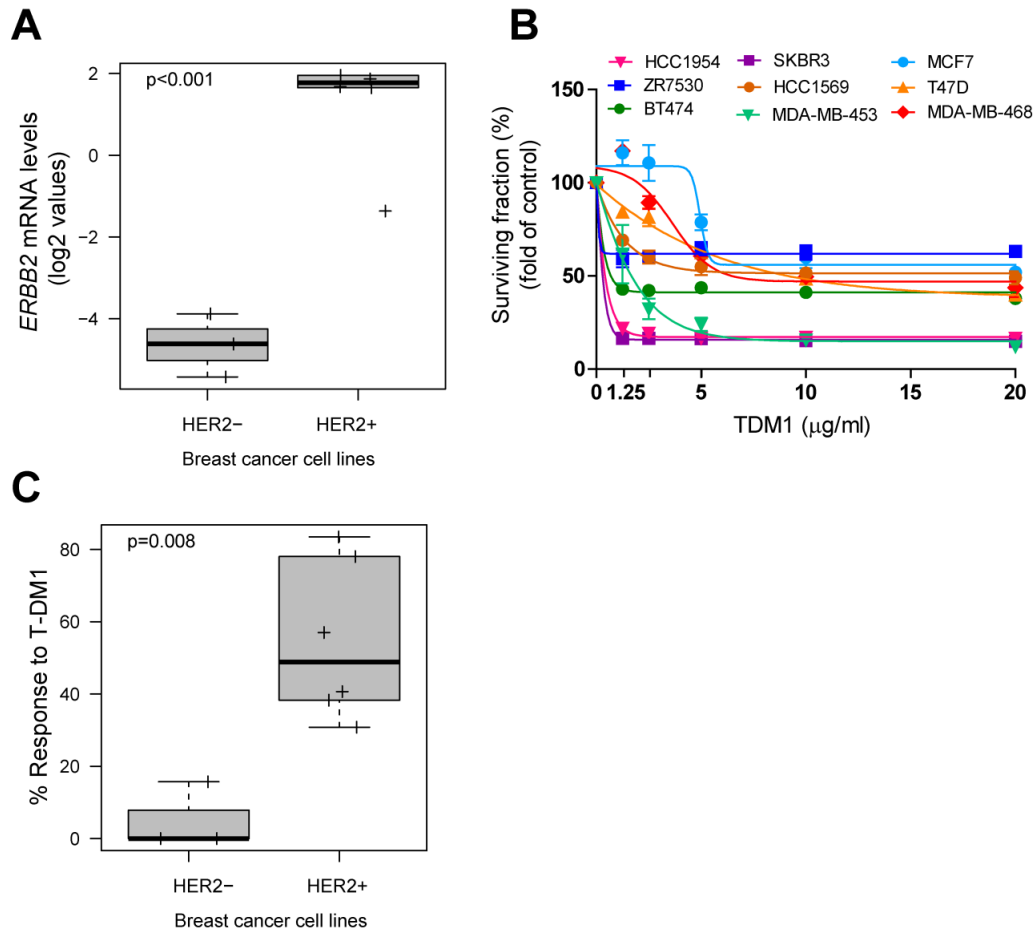 A
p<0.001
ERBB2 mRNA levels
(log2 values)
2
0
−2
−4
HER2−
HER2+
Breast cancer cell lines
B
HCC1954
ZR7530
BT474
SKBR3
HCC1569
MDA-MB-453
MCF7
T47D
MDA-MB-468
Surviving fraction (%)
(fold of control)
150
100
50
0
0
1.25
5
10
15
20
TDM1 (μg/ml)
C
p=0.008
% Response to T-DM1
80
60
40
20
0
HER2−
HER2+
Breast cancer cell lines